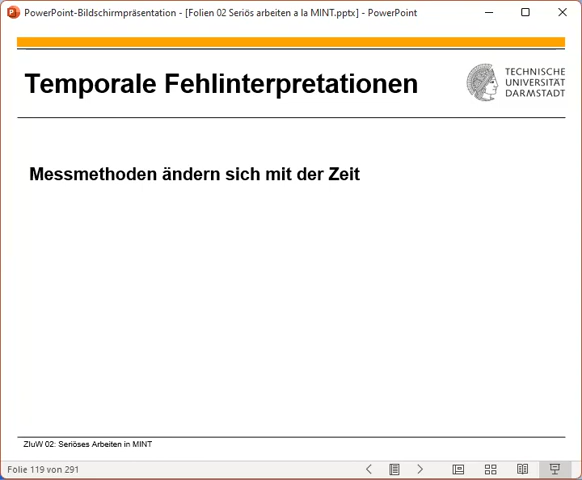 PowerPoint-Bildschirmpräsentation - [Folien 02 Seriös arbeiten a la MINT.pptx] - PowerPoint
Temporale Fehlinterpretationen
TECHNISCHE
UNIVERSITÄT
DARMSTADT
Messmethoden ändern sich mit der Zeit
ZIuW 02: Seriöses Arbeiten in MINT
Folie 119 von 291